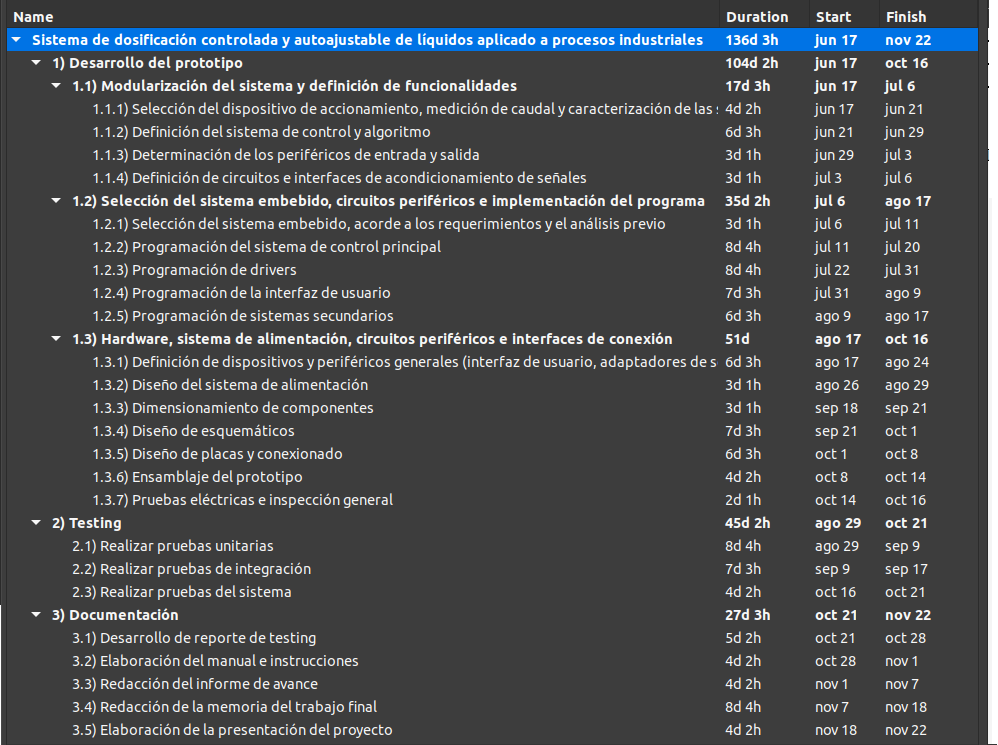 Name Duration Start Finish
Sistema de dosificación controlada y autoajustable de líquidos aplicado a procesos industriales 136d 3h jun 17 nov 22
1) Desarrollo del prototipo 104d 2h jun 17 oct 16
1.1) Modularización del sistema y definición de funcionalidades 17d 3h jun 17 jul 6
1.1.1) Selección del dispositivo de accionamiento, medición de caudal y caracterización de las 4d 2h jun 17 jun 21
1.1.2) Definición del sistema de control y algoritmo 6d 3h jun 21 jun 29
1.1.3) Determinación de los periféricos de entrada y salida 3d 1h jun 29 jul 3
1.1.4) Definición de circuitos e interfaces de acondicionamiento de señales 3d 1h jul 3 jul 6
1.2) Selección del sistema embebido, circuitos periféricos e implementación del programa 35d 2h jul 6 ago 17
1.2.1) Selección del sistema embebido, acorde a los requerimientos y el análisis previo 3d 1h jul 6 jul 11
1.2.2) Programación del sistema de control principal 8d 4h jul 11 jul 20
1.2.3) Programación de drivers 8d 4h jul 22 jul 31
1.2.4) Programación de la interfaz de usuario 7d 3h jul 31 ago 9
1.2.5) Programación de sistemas secundarios 6d 3h ago 9 ago 17
1.3) Hardware, sistema de alimentación, circuitos periféricos e interfaces de conexión 51d ago 17 oct 16
1.3.1) Definición de dispositivos y periféricos generales (interfaz de usuario, adaptadores de 6d 3h ago 17 ago 24
1.3.2) Diseño del sistema de alimentación 3d 1h ago 26 ago 29
1.3.3) Dimensionamiento de componentes 3d 1h sep 18 sep 21
1.3.4) Diseño de esquemáticos 7d 3h sep 21 oct 1
1.3.5) Diseño de placas y conexionado 6d 3h oct 1 oct 8
1.3.6) Ensamblaje del prototipo 4d 2h oct 8 oct 14
1.3.7) Pruebas eléctricas e inspección general 2d 1h oct 14 oct 16
2) Testing 45d 2h ago 29 oct 21
2.1) Realizar pruebas unitarias 8d 4h ago 29 sep 9
2.2) Realizar pruebas de integración 7d 3h sep 9 sep 17
2.3) Realizar pruebas del sistema 4d 2h oct 16 oct 21
3) Documentación 27d 3h oct 21 nov 22
3.1) Desarrollo de reporte de testing 5d 2h oct 21 oct 28
3.2) Elaboración del manual e instrucciones 4d 2h oct 28 nov 1
3.3) Redacción del informe de avance 4d 2h nov 1 nov 7
3.4) Redacción de la memoria del trabajo final 8d 4h nov 7 nov 18
3.5) Elaboración de la presentación del proyecto 4d 2h nov 18 nov 22